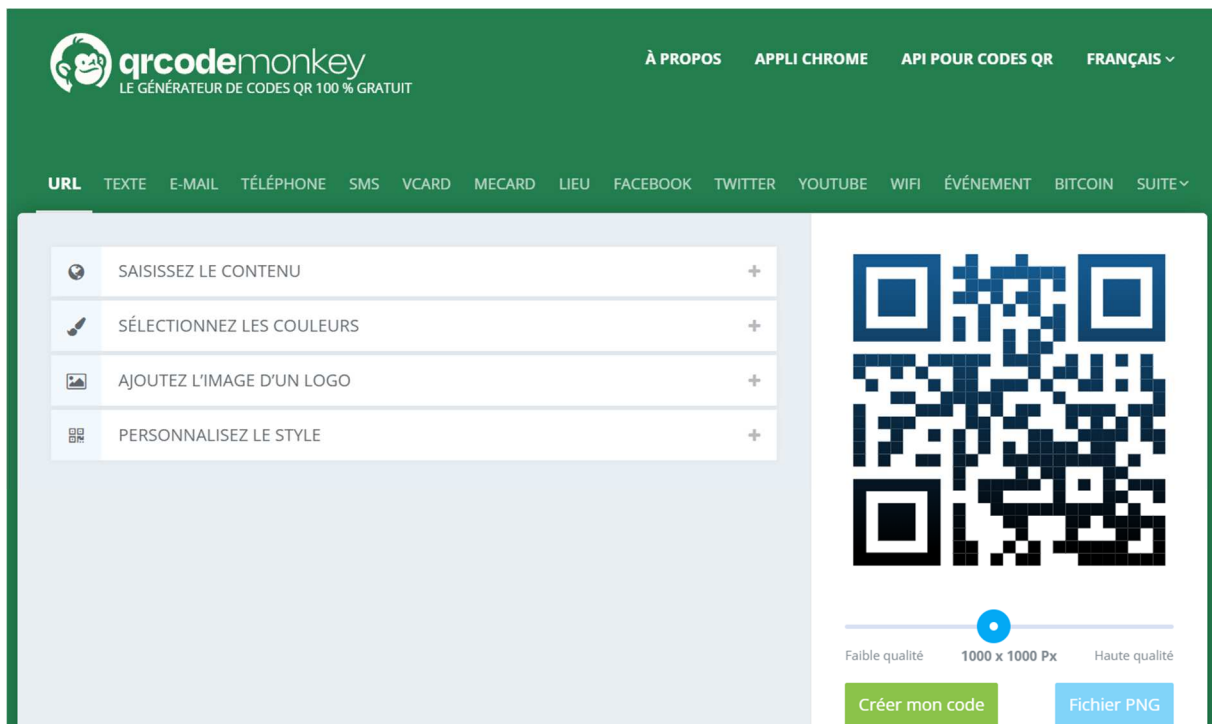 qrcodemonkey
LE GÉNÉRATEUR DE CODES QR 100 % GRATUIT
À PROPOS APPLI CHROME API POUR CODES QR FRANÇAIS
URL TEXTE E-MAIL TÉLÉPHONE SMS VCARD MECARD LIEU FACEBOOK TWITTER YOUTUBE WIFI ÉVÉNEMENT BITCOIN SUITE
SAISISSEZ LE CONTENU
SÉLECTIONNEZ LES COULEURS
AJOUTEZ L’IMAGE D’UN LOGO
PERSONNALISEZ LE STYLE
Faible qualité 1000 x 1000 Px Haute qualité
Créer mon code Fichier PNG